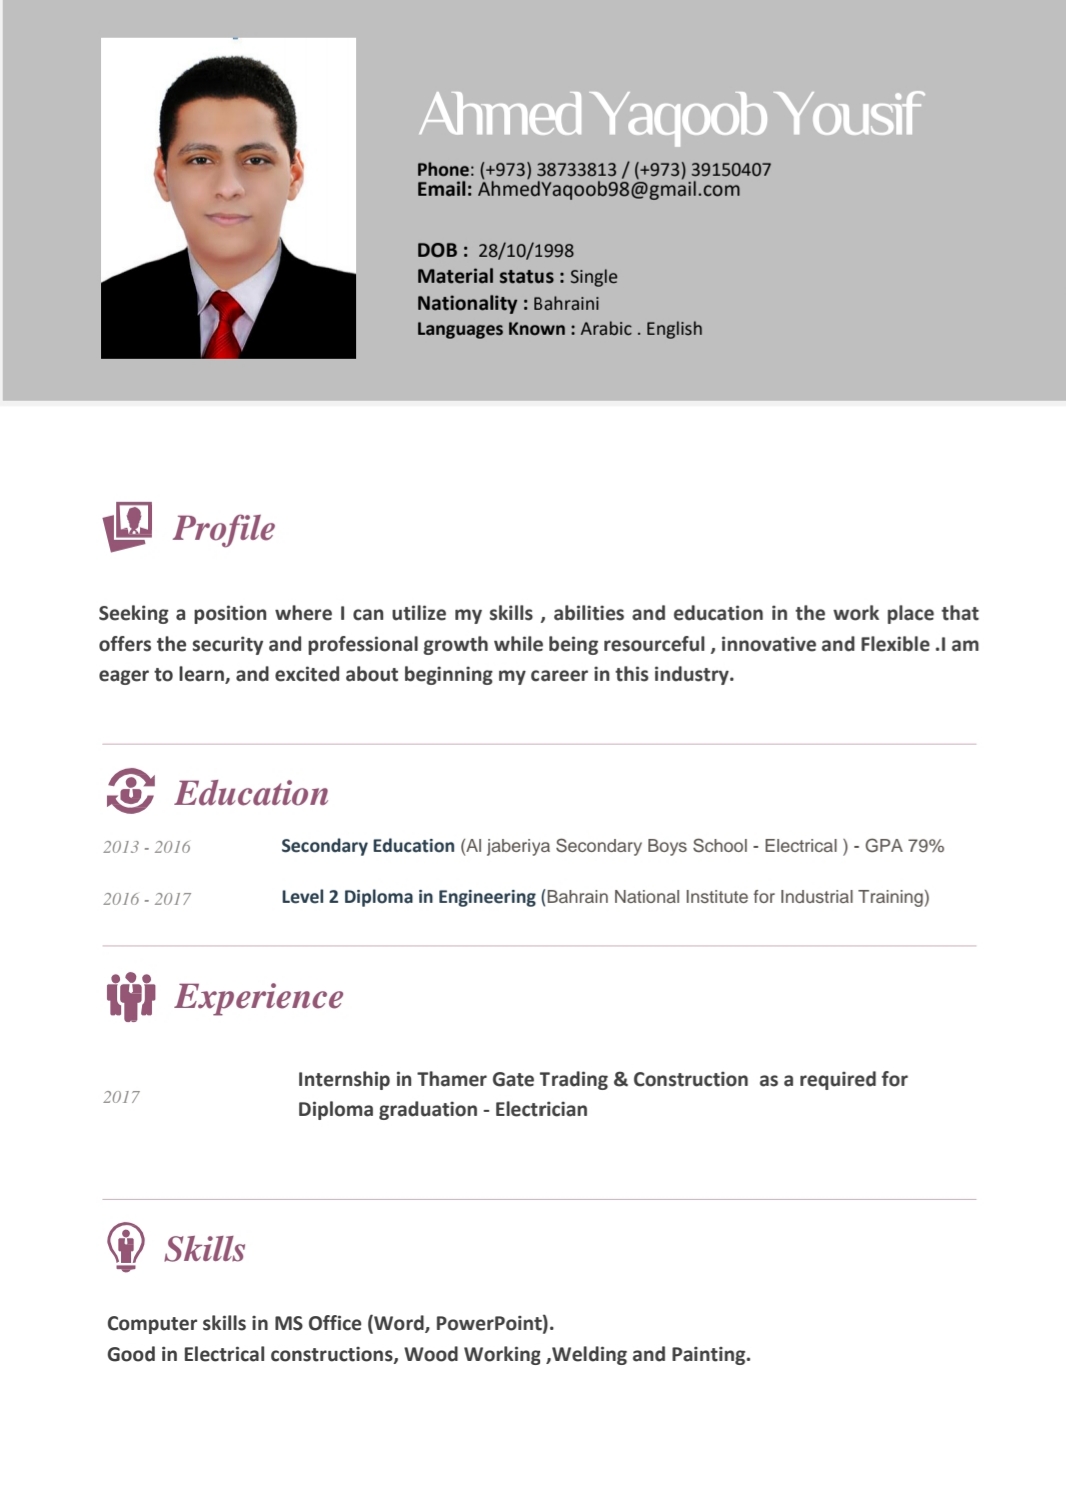 Ahmed Yaqoob Yousif
Phone: (+973) 38733813 / (+973) 39150407
Email: AhmedYaqoob98@gmail.com
DOB : 28/10/1998
Material status : Single
Nationality : Bahraini
Languages Known : Arabic . English
Profile
Seeking a position where I can utilize my skills , abilities and education in the work place that
offers the security and professional growth while being resourceful , innovative and Flexible .I am
eager to learn, and excited about beginning my career in this industry.
Education
2013 - 2016 Secondary Education (Al jaberiya Secondary Boys School - Electrical ) - GPA 79%
2016 - 2017 Level 2 Diploma in Engineering (Bahrain National Institute for Industrial Training)
Experience
2017
Internship in Thamer Gate Trading & Construction as a required for
Diploma graduation - Electrician
Skills
Computer skills in MS Office (Word, PowerPoint).
Good in Electrical constructions, Wood Working ,Welding and Painting.